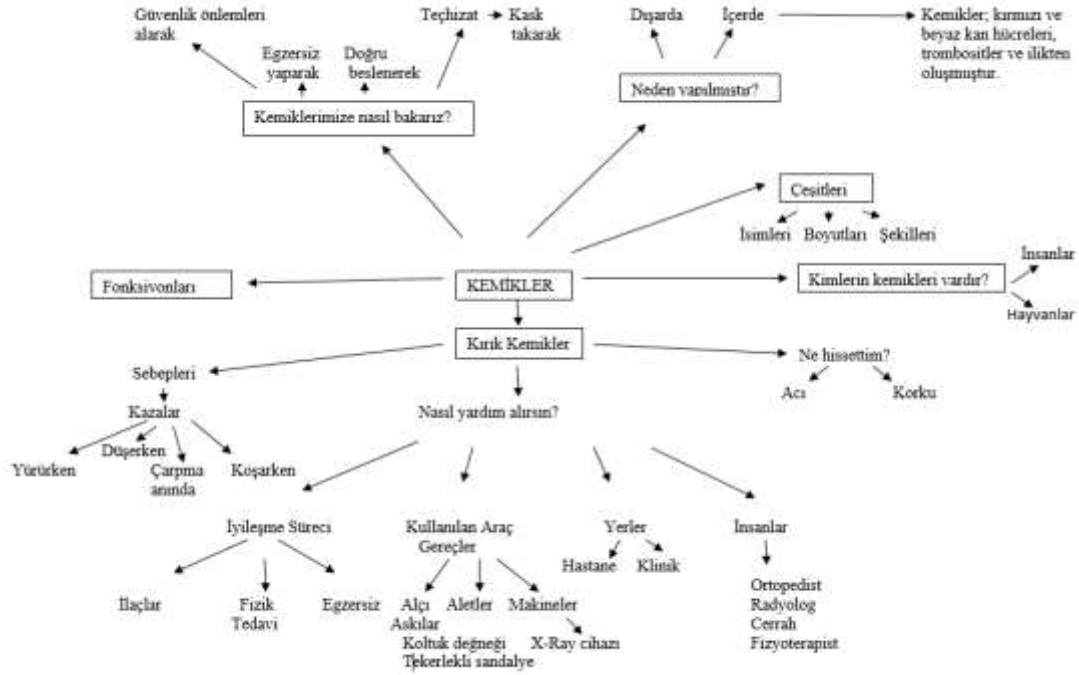 Güvenlik önlemleri
alarak
Egzersiz
yaparak
Doğru
beslenerek
Teçhizat
Kask
takarak
Kemiklerimize nasıl bakarız?
Dışarda
İçerde
Kemikler; kırmızı ve
beyaz kan hücreleri,
trombositler ve ilikten
oluşmuştur.
Neden yapılmıştır?
Çeşitleri
İsimleri
Boyutları
Şekilleri
Fonksiyonları
KEMİKLER
Kimlerin kemikleri vardır?
İnsanlar
Hayvanlar
Kırık Kemikler
Sebepleri
Kazalar
Yürürken
Düşerken
Çarpma
anında
Koşarken
Ne hissettim?
Acı
Korku
Nasıl yardım alırsın?
İyileşme Süreci
İlaçlar
Fizik
Tedavi
Egzersiz
Kullanılan Araç
Gereçler
Alçı
Askılar
Koltuk değneği
Tekerlekli sandalye
Aletler
Makineler
X-Ray cihazı
Yerler
Hastane
Klinik
İnsanlar
Ortopedist
Radyolog
Cerrah
Fizyoterapist